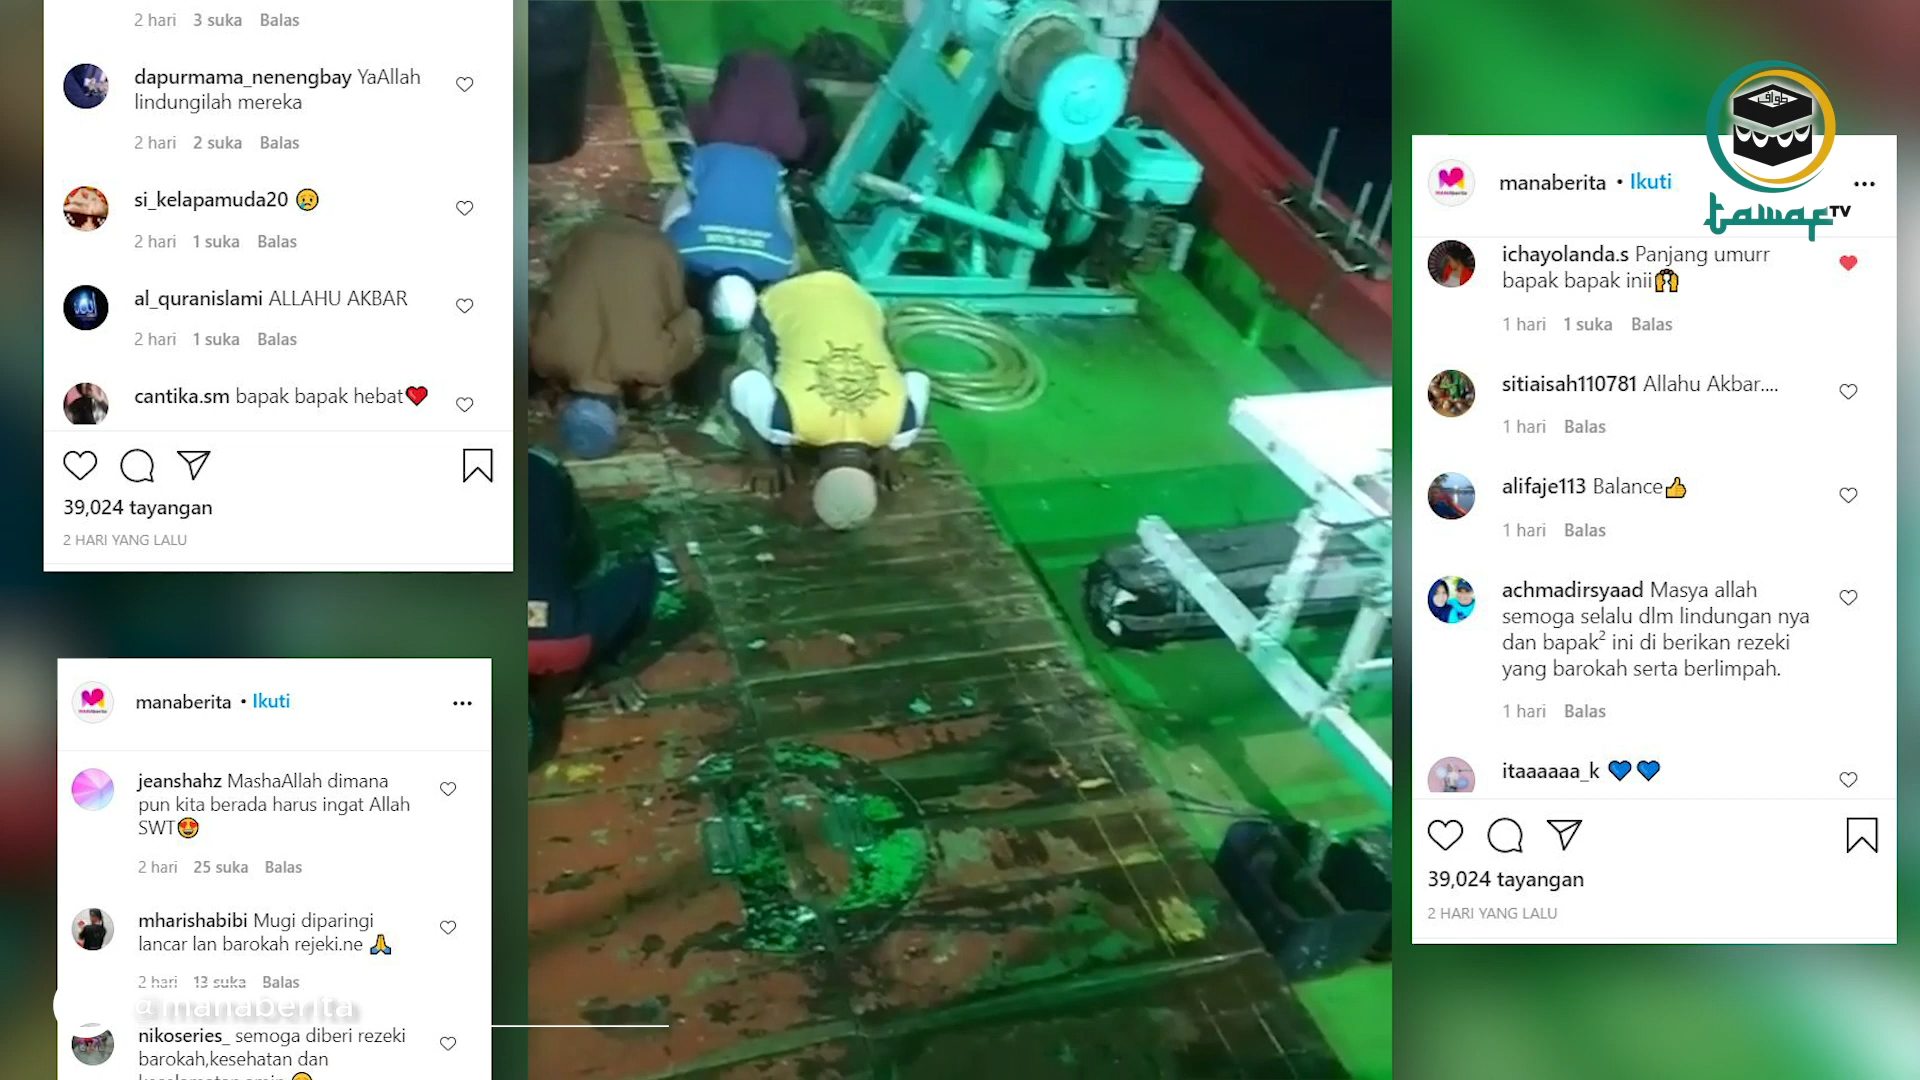 2 hari 3 suka Balas
dapurmama_nenengbay YaAllah
lindungilah mereka
2 hari 2 suka Balas
si_kelapamuda20 😢
2 hari 1 suka Balas
al_quranislami ALLAHU AKBAR
2 hari 1 suka Balas
cantika.sm bapak bapak hebat❤️
39,024 tayangan
2 HARI YANG LALU
manaberita • Ikuti
jeanshahz MashaAllah dimana
pun kita berada harus ingat Allah
SWT😍
2 hari 25 suka Balas
mharishabibi Mugi diparingi
lancar lan barokah rejeki.ne 🙏
2 hari 13 suka Balas
@manaberita
nikoseries_ semoga diberi rezeki
barokah,kesehatan dan
طواف
tawaf TV
manaberita • Ikuti
ichayolanda.s Panjang umurr
bapak bapak inii🙌
1 hari 1 suka Balas
sitiaisah110781 Allahu Akbar....
1 hari Balas
alifaje113 Balance👍
1 hari Balas
achmadirsyaad Masya allah
semoga selalu dlm lindungan nya
dan bapak² ini di berikan rezeki
yang barokah serta berlimpah.
1 hari Balas
itaaaaaa_k 💙💙
39,024 tayangan
2 HARI YANG LALU